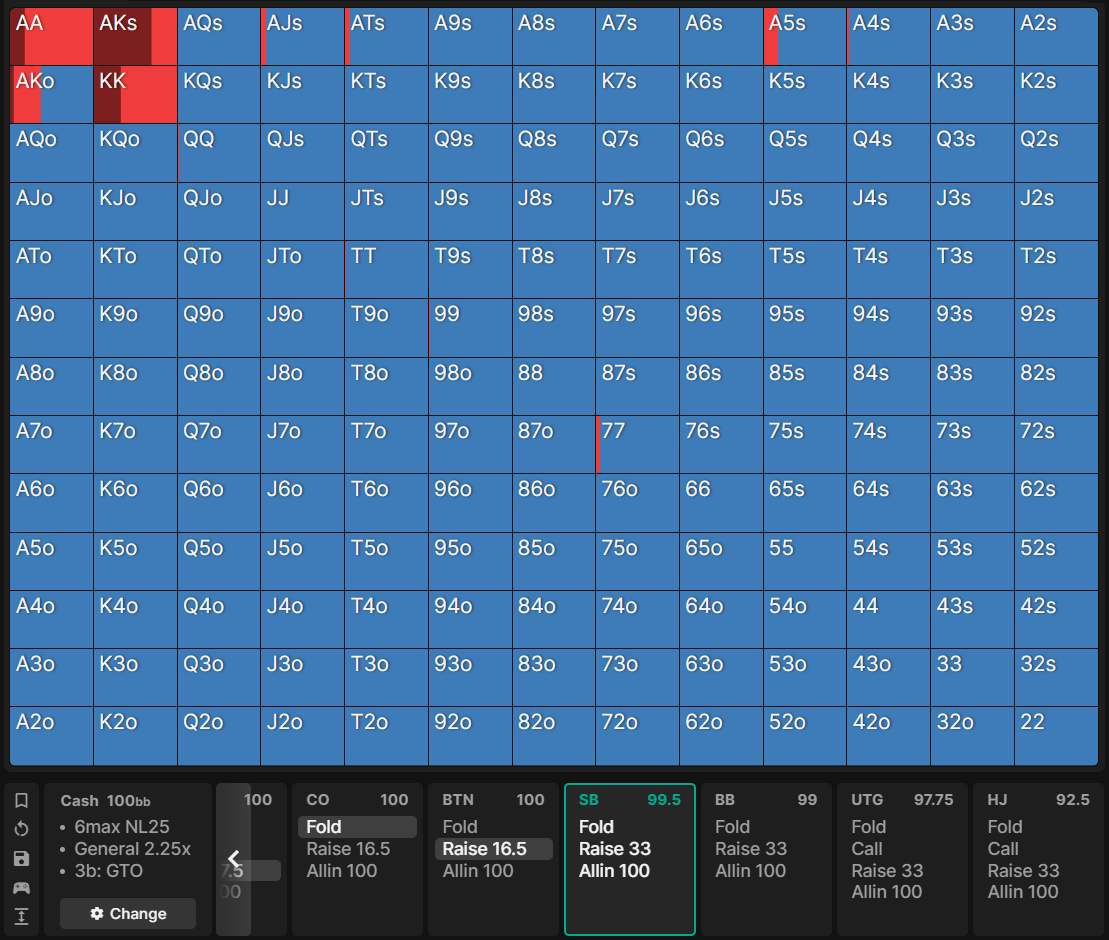 AA AKs AQs AJs ATs A9s A8s A7s A6s A5s A4s A3s A2s
AKo KK KQs KJs KTs K9s K8s K7s K6s K5s K4s K3s K2s
AQo KQo QQ QJs QTs Q9s Q8s Q7s Q6s Q5s Q4s Q3s Q2s
AJo KJo QJo JJ JTs J9s J8s J7s J6s J5s J4s J3s J2s
ATo KTo QTo JTo TT T9s T8s T7s T6s T5s T4s T3s T2s
A9o K9o Q9o J9o T9o 99 98s 97s 96s 95s 94s 93s 92s
A8o K8o Q8o J8o T8o 98o 88 87s 86s 85s 84s 83s 82s
A7o K7o Q7o J7o T7o 97o 87o 77 76s 75s 74s 73s 72s
A6o K6o Q6o J6o T6o 96o 86o 76o 66 65s 64s 63s 62s
A5o K5o Q5o J5o T5o 95o 85o 75o 65o 55 54s 53s 52s
A4o K4o Q4o J4o T4o 94o 84o 74o 64o 54o 44 43s 42s
A3o K3o Q3o J3o T3o 93o 83o 73o 63o 53o 43o 33 32s
A2o K2o Q2o J2o T2o 92o 82o 72o 62o 52o 42o 32o 22
Cash 100bb
• 6max NL25
• General 2.25x
• 3b: GTO
Change
100
7.5
00
CO 100
Fold
Raise 16.5
Allin 100
BTN 100
Fold
Raise 16.5
Allin 100
SB 99.5
Fold
Raise 33
Allin 100
BB 99
Fold
Raise 33
Allin 100
UTG 97.75
Fold
Call
Raise 33
Allin 100
HJ 92.5
Fold
Call
Raise 33
Allin 100